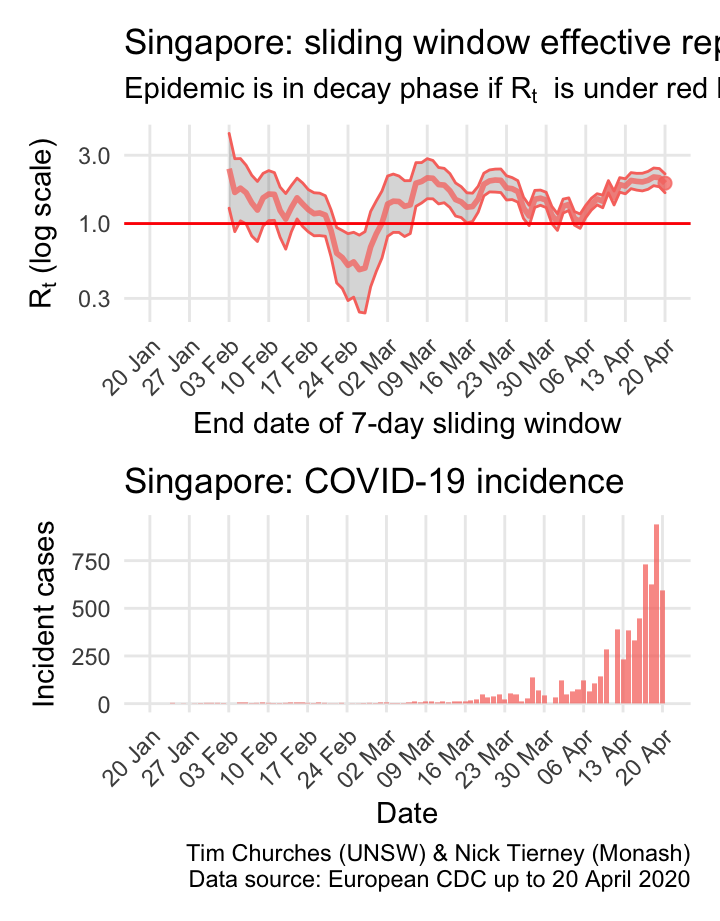 Singapore: sliding window effective rep
Epidemic is in decay phase if Rt is under red
3.0
1.0
0.3
Rt (log scale)
20 Jan
27 Jan
03 Feb
10 Feb
17 Feb
24 Feb
02 Mar
09 Mar
16 Mar
23 Mar
30 Mar
06 Apr
13 Apr
20 Apr
End date of 7-day sliding window
Singapore: COVID-19 incidence
750
500
250
0
Incident cases
20 Jan
27 Jan
03 Feb
10 Feb
17 Feb
24 Feb
02 Mar
09 Mar
16 Mar
23 Mar
30 Mar
06 Apr
13 Apr
20 Apr
Date
Tim Churches (UNSW) & Nick Tierney (Monash)
Data source: European CDC up to 20 April 2020